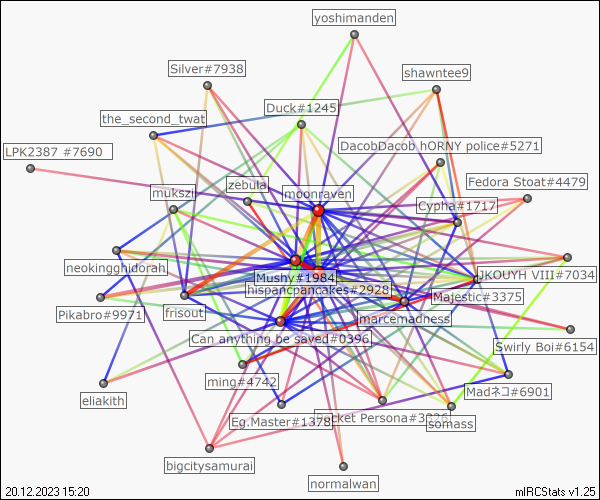 yoshimanden
Silver#7938
shawntee9
Duck#1245
the_second_twat
DacobDacob hORNY police#5271
LPK2387 #7690
zebula
mukszil
moonraven
Fedora Stoat#4479
Cypha#1717
neokingghidorah
Mushy#1984
JKOUYH VIII#7034
hispancpancakes#2928
Majestic#3375
Pikabro#9971
frisout
marcemadness
Can anything be saved#0396
Swirly Boi#6154
ming#4742
Madネコ#6901
eliakith
Eg.Master#1378
Pocket Persona
somass
bigcitysamurai
normalwan
20.12.2023 15:20
mIRCStats v1.25